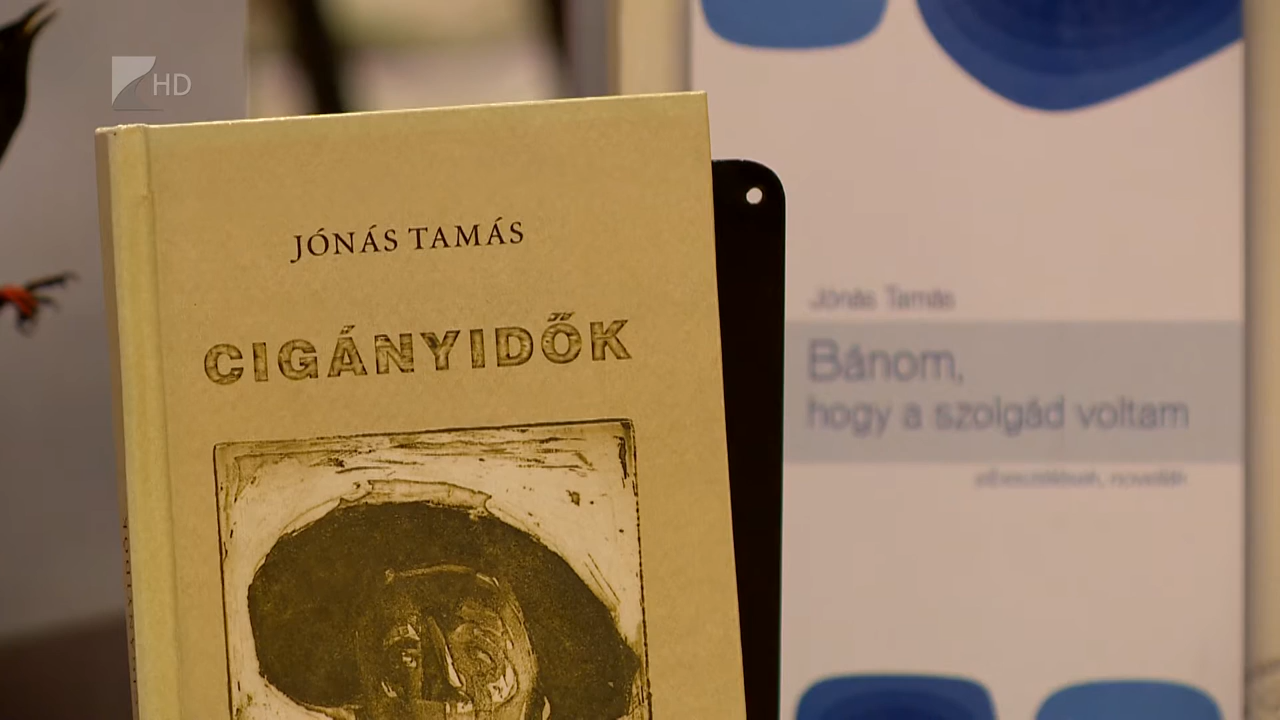 HD
JÓNÁS TAMÁS
CIGÁNYIDŐK
Jónás Tamás
Bánom,
hogy a szolgád voltam
elbeszélések, novellák